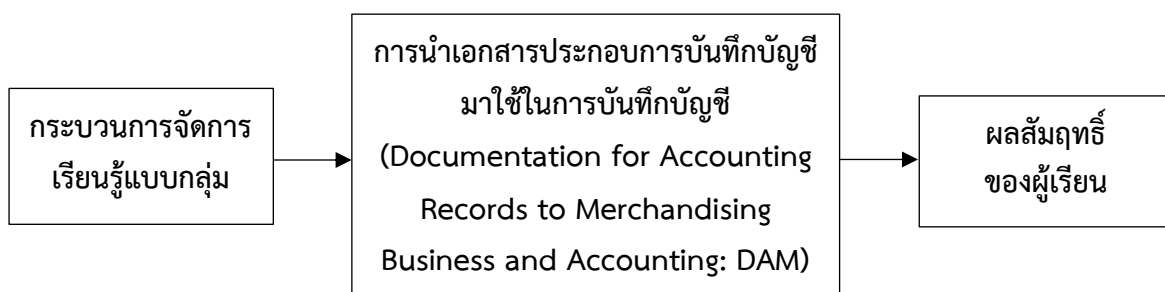 กระบวนการจัดการ
เรียนรู้แบบกลุ่ม
การนำเอกสารประกอบการบันทึกบัญชี
มาใช้ในการบันทึกบัญชี
(Documentation for Accounting
Records to Merchandising
Business and Accounting: DAM)
ผลสัมฤทธิ์
ของผู้เรียน